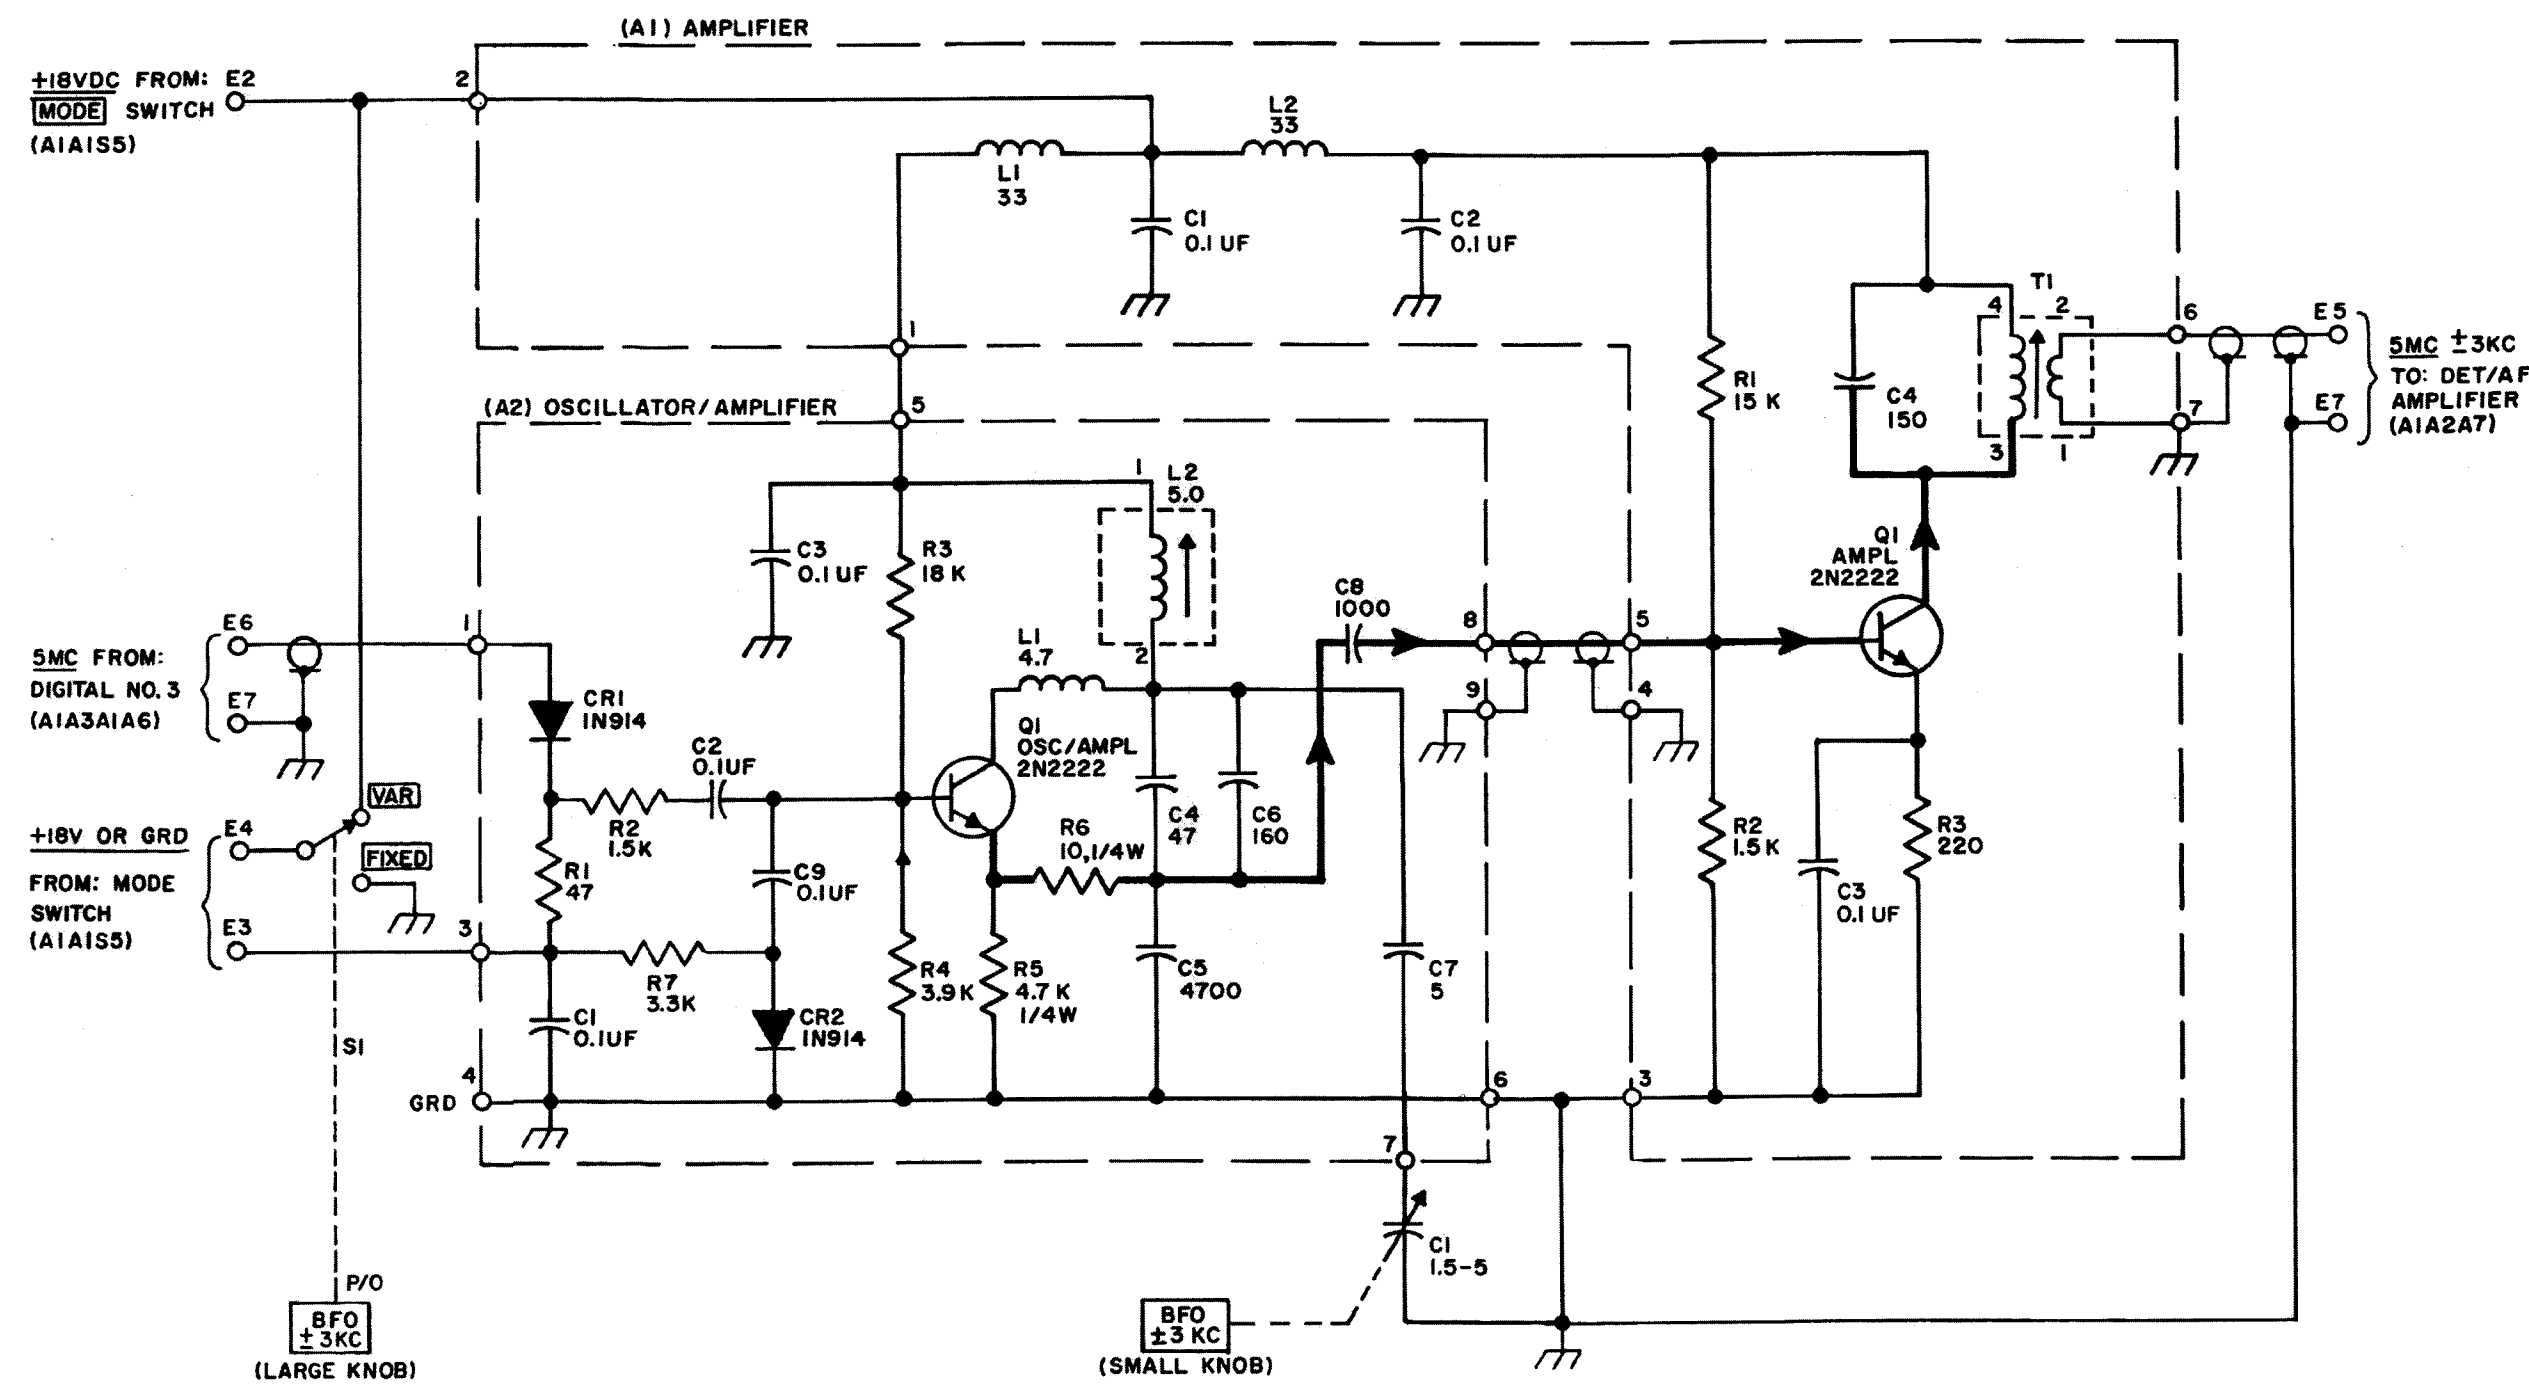 (A1) AMPLIFIER
+18VDC FROM: E2
MODE SWITCH
(A1A1S5)
2
L2
33
L1
33
C1
0.1 UF
C2
0.1 UF
1
T1
4
2
3
1
6
7
E5
E7
5MC ±3KC
TO: DET/AF
AMPLIFIER
(A1A2A7)
R1
15 K
C4
150
Q1
AMPL
2N2222
(A2) OSCILLATOR/AMPLIFIER
5
1
L2
5.0
2
C3
0.1 UF
R3
18 K
L1
4.7
C8
1000
8
5
9
4
E6
1
5MC FROM:
DIGITAL NO. 3
(A1A3A1A6)
E7
CR1
1N914
C2
0.1UF
Q1
OSC/AMPL
2N2222
VAR
FIXED
+18V OR GRD
E4
FROM: MODE
SWITCH
(A1A1S5)
E3
3
R2
1.5K
R1
47
C9
0.1UF
R6
10,1/4W
C4
47
C6
160
R2
1.5 K
R3
220
C3
0.1 UF
R7
3.3K
R4
3.9 K
R5
4.7 K
1/4W
C5
4700
C7
5
C1
0.1UF
CR2
1N914
S1
4
GRD
6
3
7
C1
1.5-5
P/O
BFO
±3KC
(LARGE KNOB)
BFO
±3 KC
(SMALL KNOB)